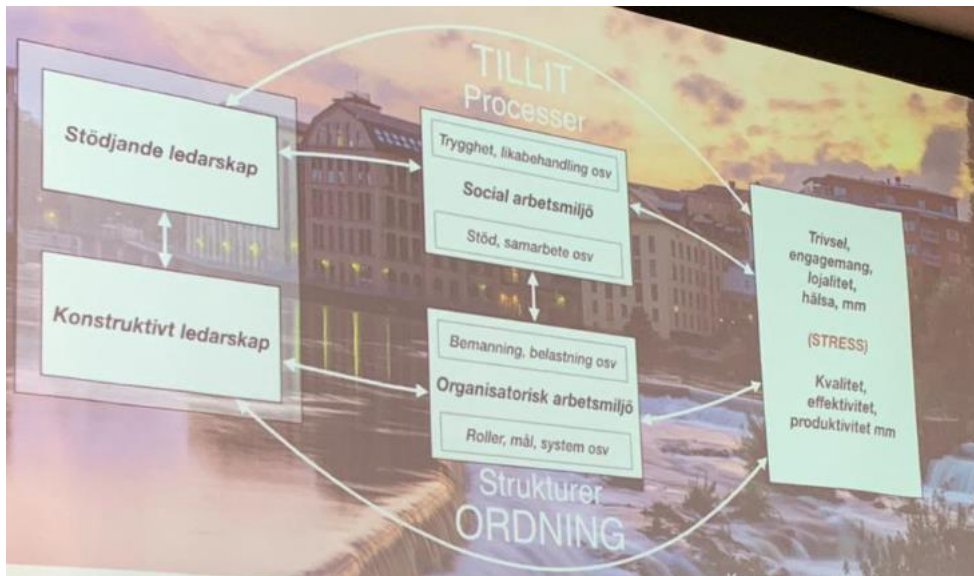 TILLIT
Processer
Stödjande ledarskap
Konstruktivt ledarskap
Trygghet, likabehandling osv
Social arbetsmiljö
Stöd, samarbete osv
Bemanning, belastning osv
Organisatorisk arbetsmiljö
Roller, mål, system osv
Strukturer
ORDNING
Trivsel,
engagemang,
lojalitet,
hälsa, mm
(STRESS)
Kvalitet,
effektivitet,
produktivitet mm